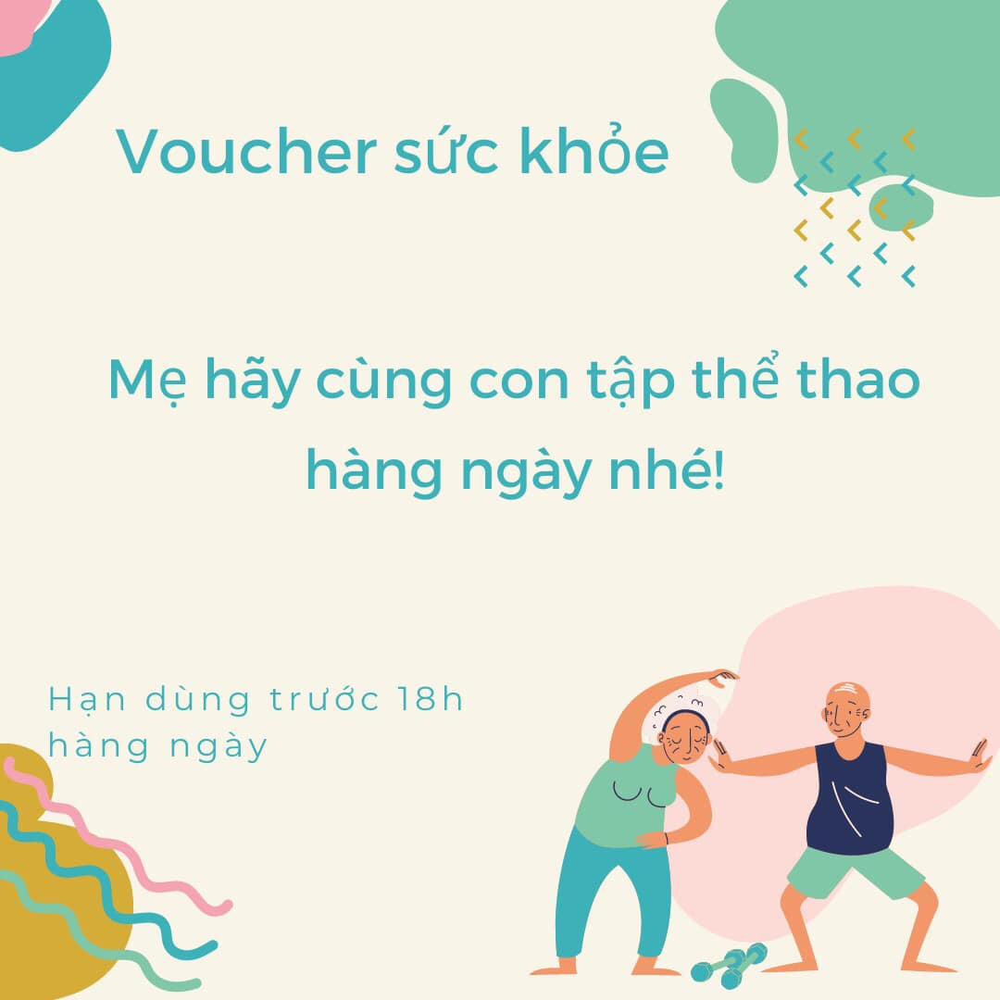 Voucher sức khỏe
Mẹ hãy cùng con tập thể thao
hàng ngày nhé!
Hạn dùng trước 18h
hàng ngày